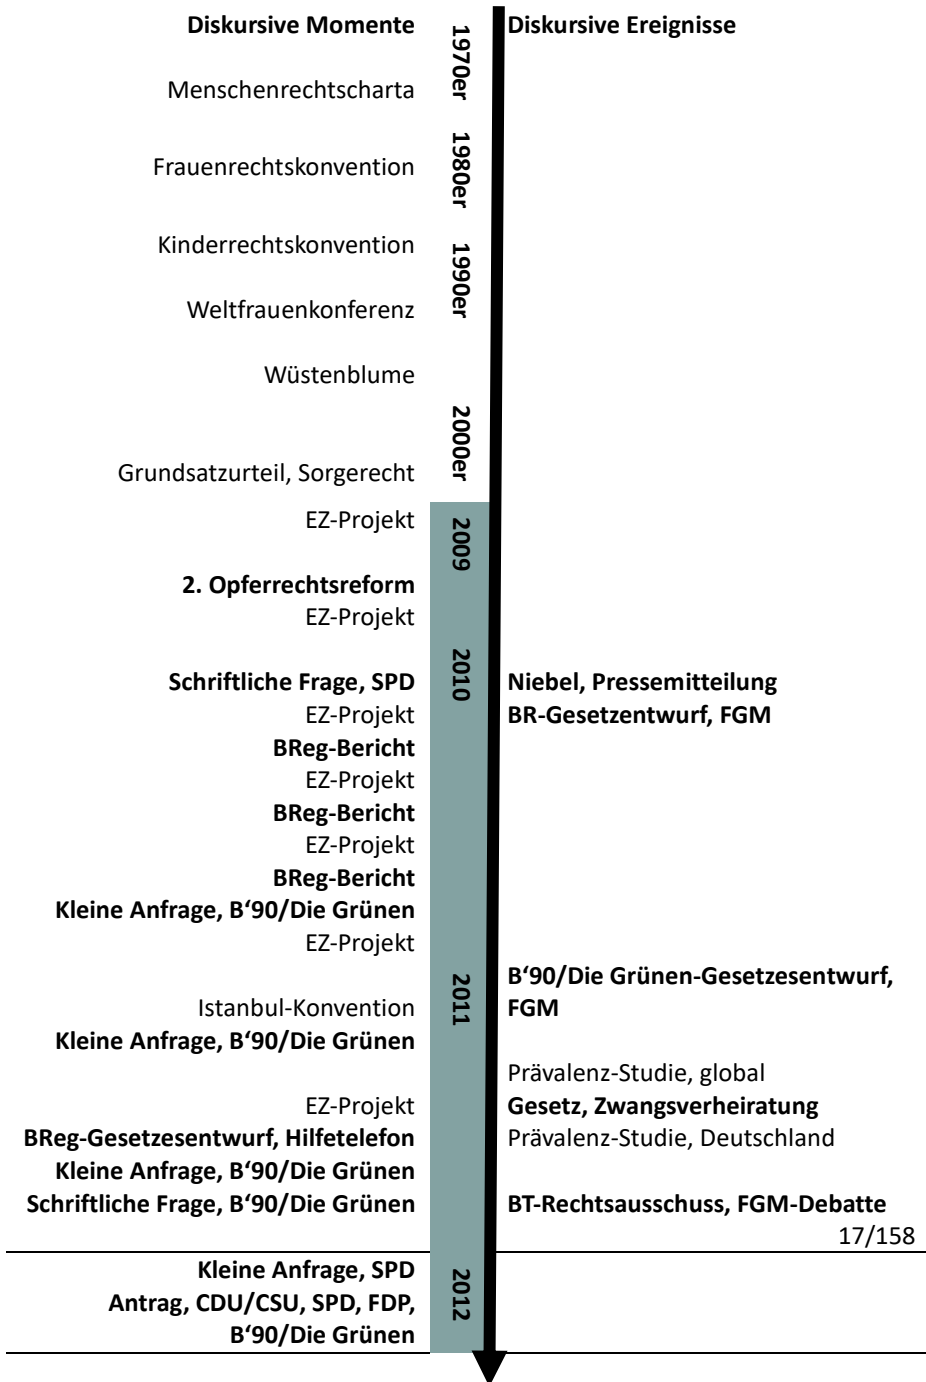 Diskursive Momente
1970er
Diskursive Ereignisse
Menschenrechtscharta
1980er
Frauenrechtskonvention
Kinderrechtskonvention
1990er
Weltfrauenkonferenz
Wüstenblume
2000er
Grundsatzurteil, Sorgerecht
EZ-Projekt
2009
2. Opferrechtsreform
EZ-Projekt
2010
Schriftliche Frage, SPD
Niebel, Pressemitteilung
EZ-Projekt
BR-Gesetzentwurf, FGM
BReg-Bericht
EZ-Projekt
BReg-Bericht
EZ-Projekt
BReg-Bericht
Kleine Anfrage, B‘90/Die Grünen
EZ-Projekt
2011
B‘90/Die Grünen-Gesetzesentwurf,
FGM
Istanbul-Konvention
Kleine Anfrage, B‘90/Die Grünen
Prävalenz-Studie, global
EZ-Projekt
Gesetz, Zwangsverheiratung
BReg-Gesetzesentwurf, Hilfetelefon
Prävalenz-Studie, Deutschland
Kleine Anfrage, B‘90/Die Grünen
Schriftliche Frage, B‘90/Die Grünen
BT-Rechtsausschuss, FGM-Debatte
17/158
Kleine Anfrage, SPD
2012
Antrag, CDU/CSU, SPD, FDP,
B‘90/Die Grünen